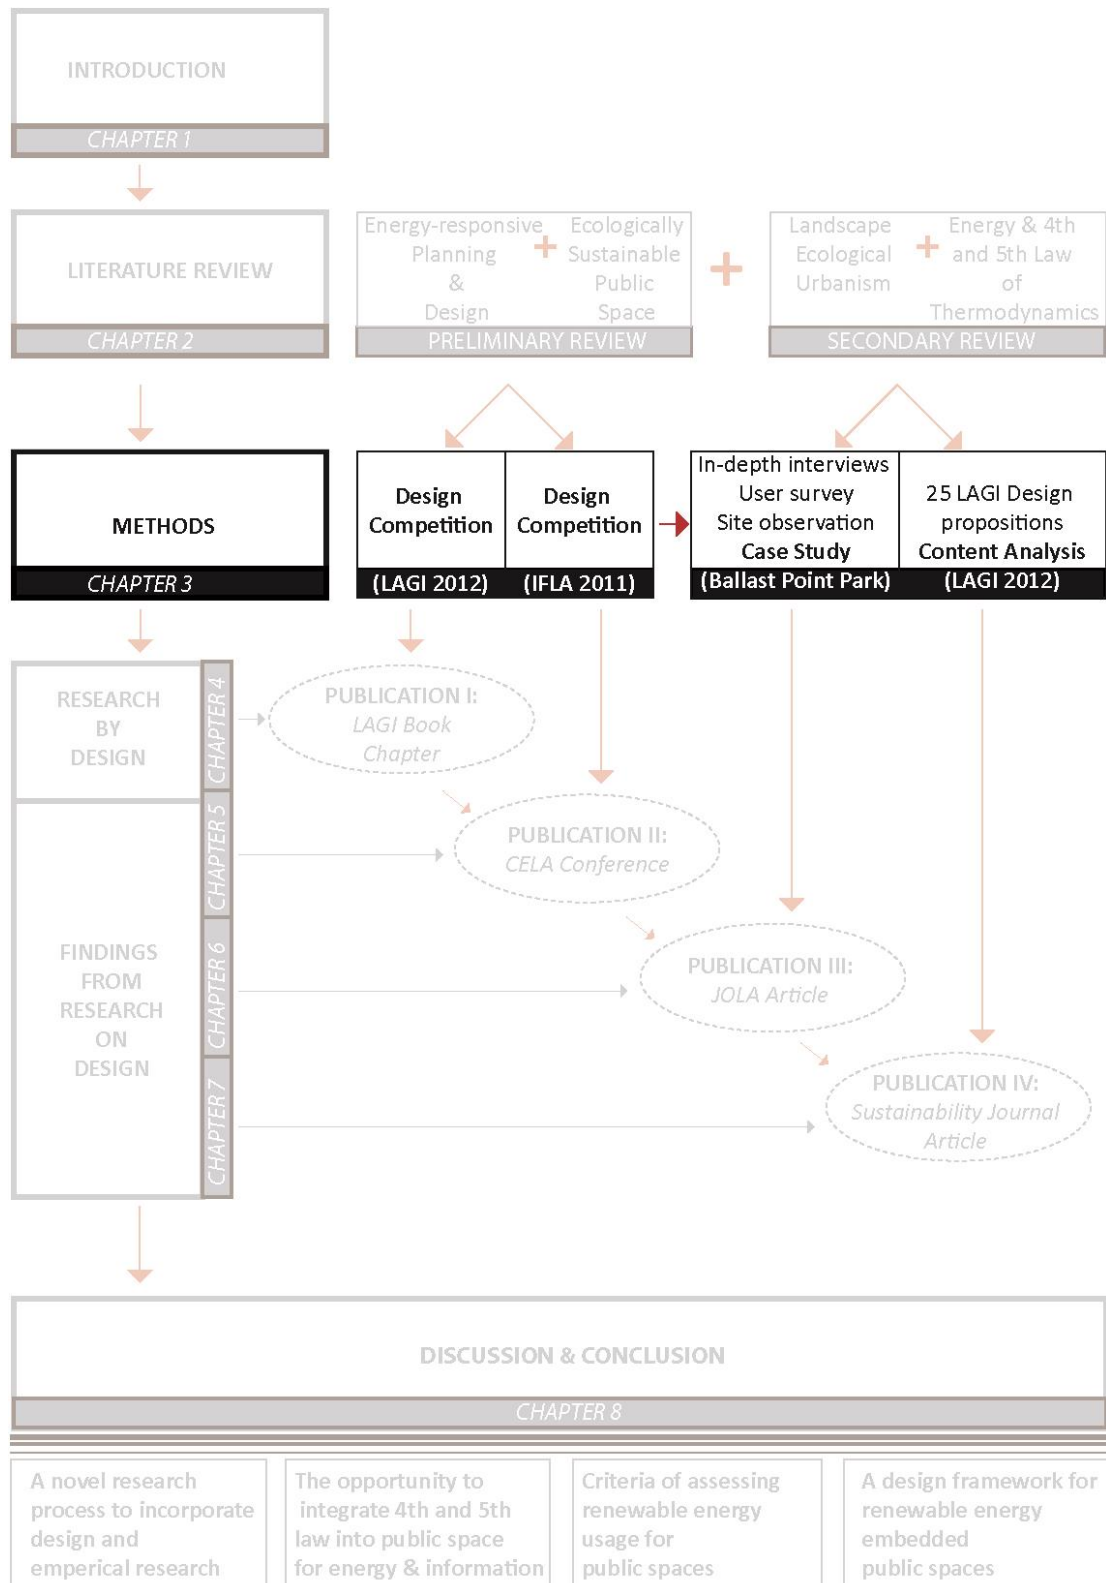 INTRODUCTION
CHAPTER 1
LITERATURE REVIEW
CHAPTER 2
Energy-responsive
Planning
&
Design
+
Ecologically
Sustainable
Public
Space
PRELIMINARY REVIEW
+
Landscape
Ecological
Urbanism
+
Energy & 4th
and 5th Law
of
Thermodynamics
SECONDARY REVIEW
METHODS
CHAPTER 3
Design
Competition
(LAGI 2012)
Design
Competition
(IFLA 2011)
In-depth interviews
User survey
Site observation
Case Study
(Ballast Point Park)
25 LAGI Design
propositions
Content Analysis
(LAGI 2012)
RESEARCH
BY
DESIGN
CHAPTER 4
PUBLICATION I:
LAGI Book
Chapter
FINDINGS
FROM
RESEARCH
ON
DESIGN
CHAPTER 5
PUBLICATION II:
CELA Conference
CHAPTER 6
PUBLICATION III:
JOLA Article
CHAPTER 7
PUBLICATION IV:
Sustainability Journal
Article
DISCUSSION & CONCLUSION
CHAPTER 8
A novel research
process to incorporate
design and
emperical research
The opportunity to
integrate 4th and 5th
law into public space
for energy & information
Criteria of assessing
renewable energy
usage for
public spaces
A design framework for
renewable energy
embedded
public spaces